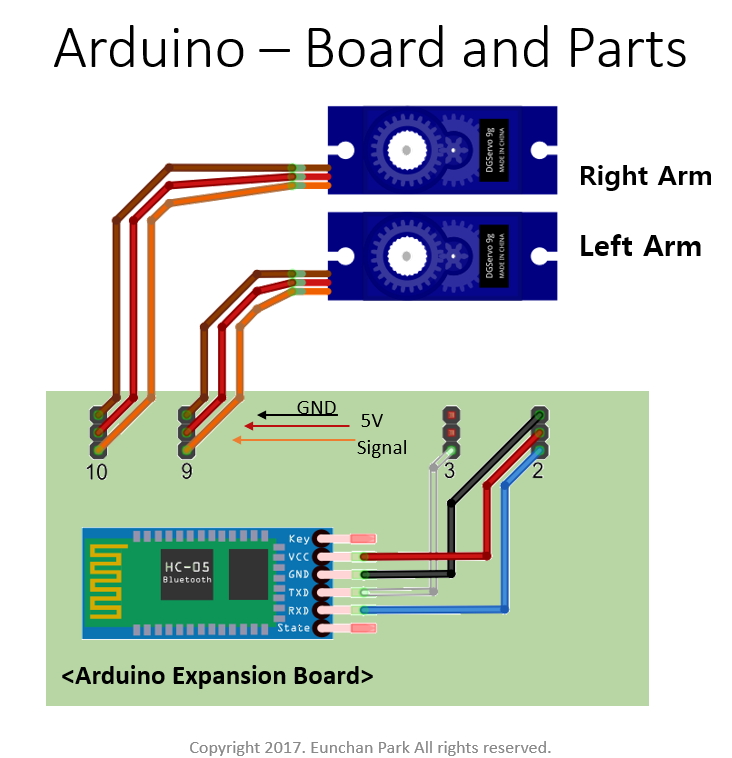 Arduino – Board and Parts
DGServo 9g
MADE IN CHINA
Right Arm
DGServo 9g
MADE IN CHINA
Left Arm
GND
5V
Signal
10
9
3
2
Key
VCC
GND
TXD
RXD
State
HC-05
Bluetooth
<Arduino Expansion Board>
Copyright 2017. Eunchan Park All rights reserved.